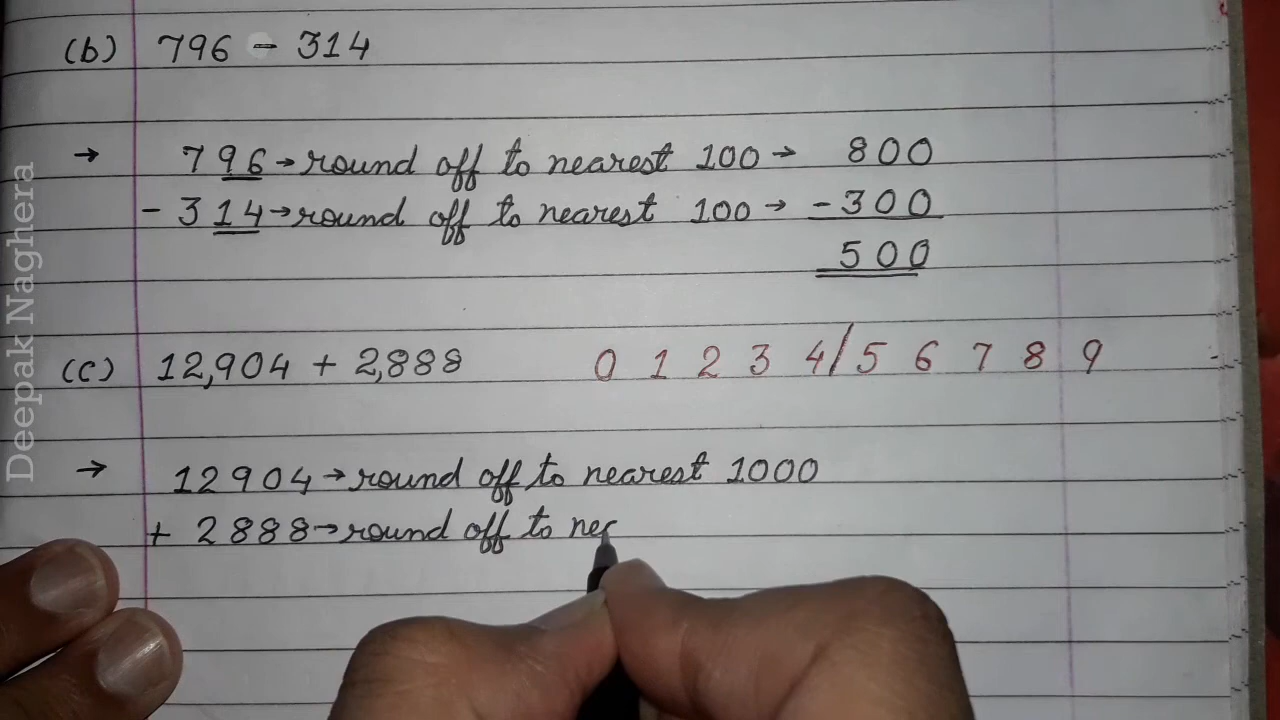 (b) 796 - 314
→ 796 → round off to nearest 100 → 800
- 314 → round off to nearest 100 → - 300
500
(c) 12,904 + 2,888 0 1 2 3 4/5 6 7 8 9
→ 12904 → round off to nearest 1000
+ 2888 → round off to
Deepak Naghera